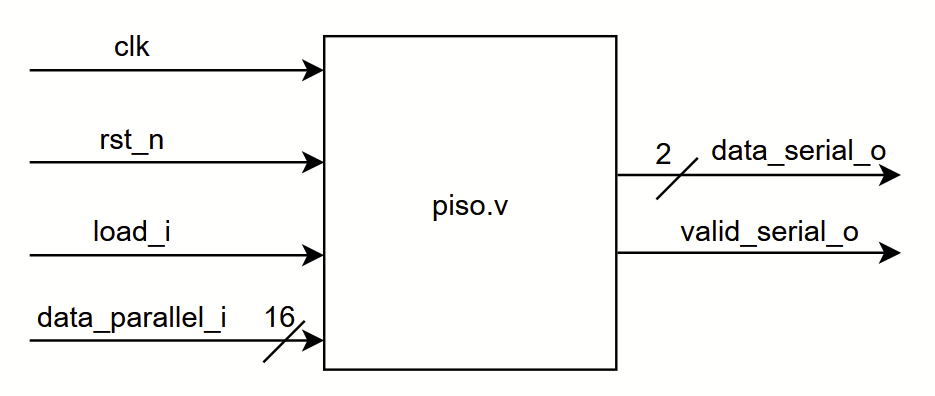 clk
rst_n
load_i
data_parallel_i 16
piso.v
2 data_serial_o
valid_serial_o